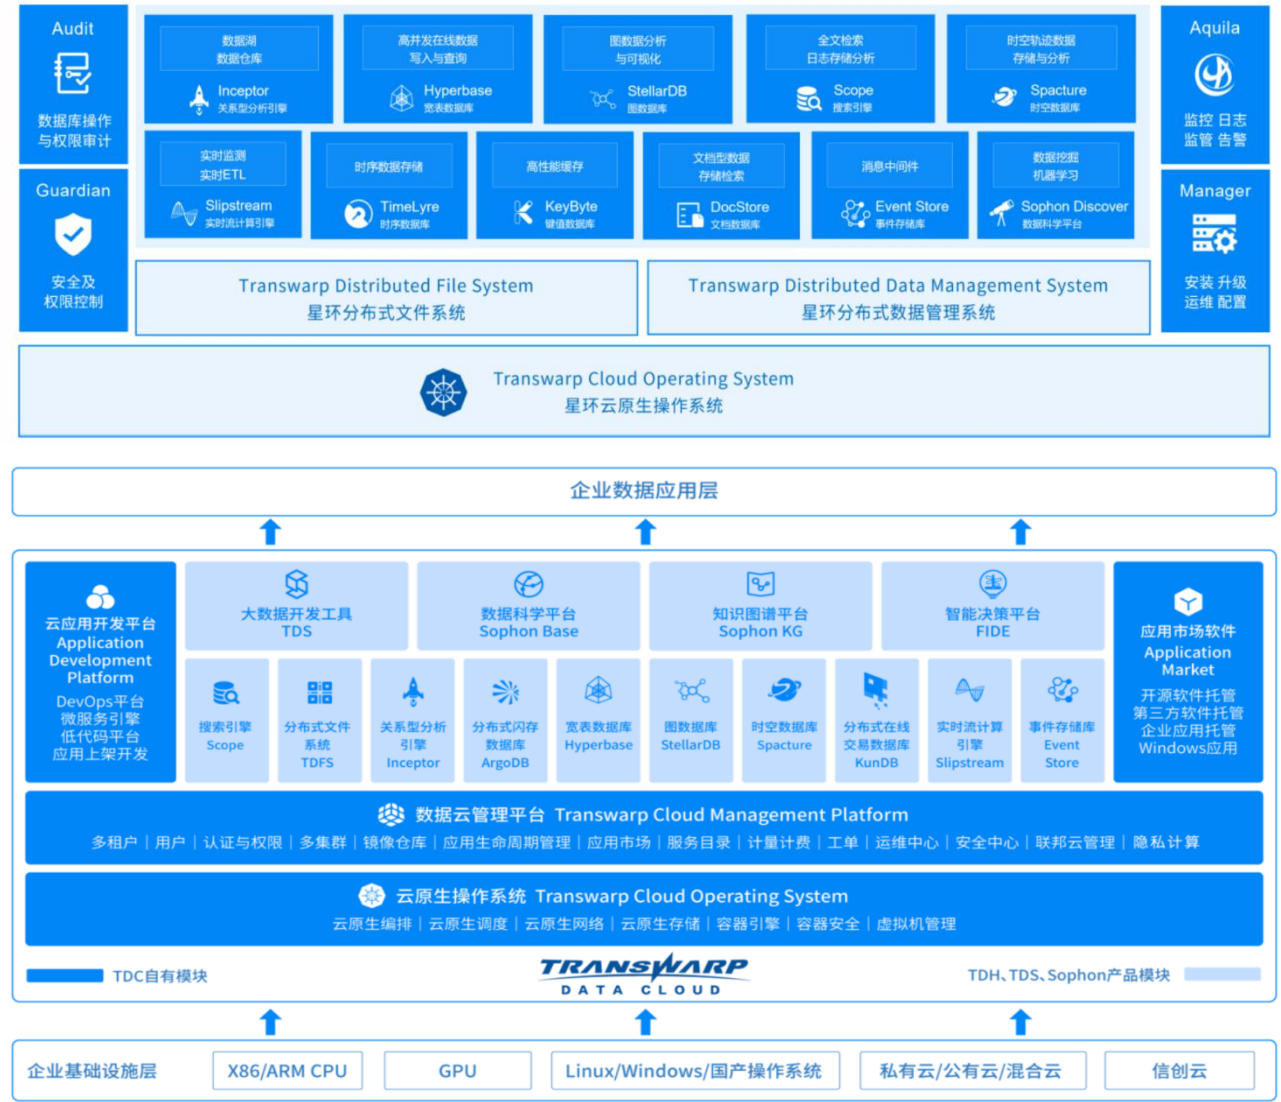 Audit
数据库操作
与权限审计
Guardian
安全及
权限控制
数据湖
数据仓库
Inceptor
关系型分析引擎
高并发在线数据
写入与查询
Hyperbase
宽表数据库
图数据分析
与可视化
StellarDB
图数据库
全文检索
日志存储分析
Scope
搜索引擎
时空轨迹数据
存储与分析
Spacture
时空数据库
实时监测
实时ETL
Slipstream
实时流计算引擎
时序数据存储
TimeLyre
时序数据库
高性能缓存
KeyByte
键值数据库
文档型数据
存储检索
DocStore
文档数据库
消息中间件
Event Store
事件存储库
数据挖掘
机器学习
Sophon Discover
数据科学平台
Aquila
监控 日志
监管 告警
Manager
安装 升级
运维 配置
Transwarp Distributed File System
星环分布式文件系统
Transwarp Distributed Data Management System
星环分布式数据管理系统
Transwarp Cloud Operating System
星环云原生操作系统
企业数据应用层
云应用开发平台
Application
Development
Platform
DevOps平台
微服务引擎
低代码平台
应用上架开发
大数据开发工具
TDS
数据科学平台
Sophon Base
知识图谱平台
Sophon KG
智能决策平台
FIDE
搜索引擎
Scope
分布式文件
系统
TDFS
关系型分析
引擎
Inceptor
分布式闪存
数据库
ArgoDB
宽表数据库
Hyperbase
图数据库
StellarDB
时空数据库
Spacture
分布式在线
交易数据库
KunDB
实时流计算
引擎
Slipstream
事件存储库
Event
Store
应用市场软件
Application
Market
开源软件托管
第三方软件托管
企业应用托管
Windows应用
数据云管理平台 Transwarp Cloud Management Platform
多租户｜用户｜认证与权限｜多集群｜镜像仓库｜应用生命周期管理｜应用市场｜服务目录｜计量计费｜工单｜运维中心｜安全中心｜联邦云管理｜隐私计算
云原生操作系统 Transwarp Cloud Operating System
云原生编排｜云原生调度｜云原生网络｜云原生存储｜容器引擎｜容器安全｜虚拟机管理
TDC自有模块
TRANSWARP
DATA CLOUD
TDH、TDS、Sophon产品模块
企业基础设施层
X86/ARM CPU
GPU
Linux/Windows/国产操作系统
私有云/公有云/混合云
信创云